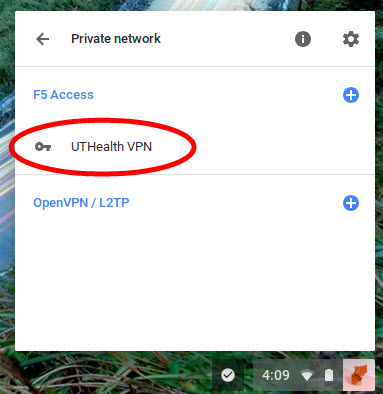 Private network
F5 Access
UTHealth VPN
OpenVPN / L2TP
4:09